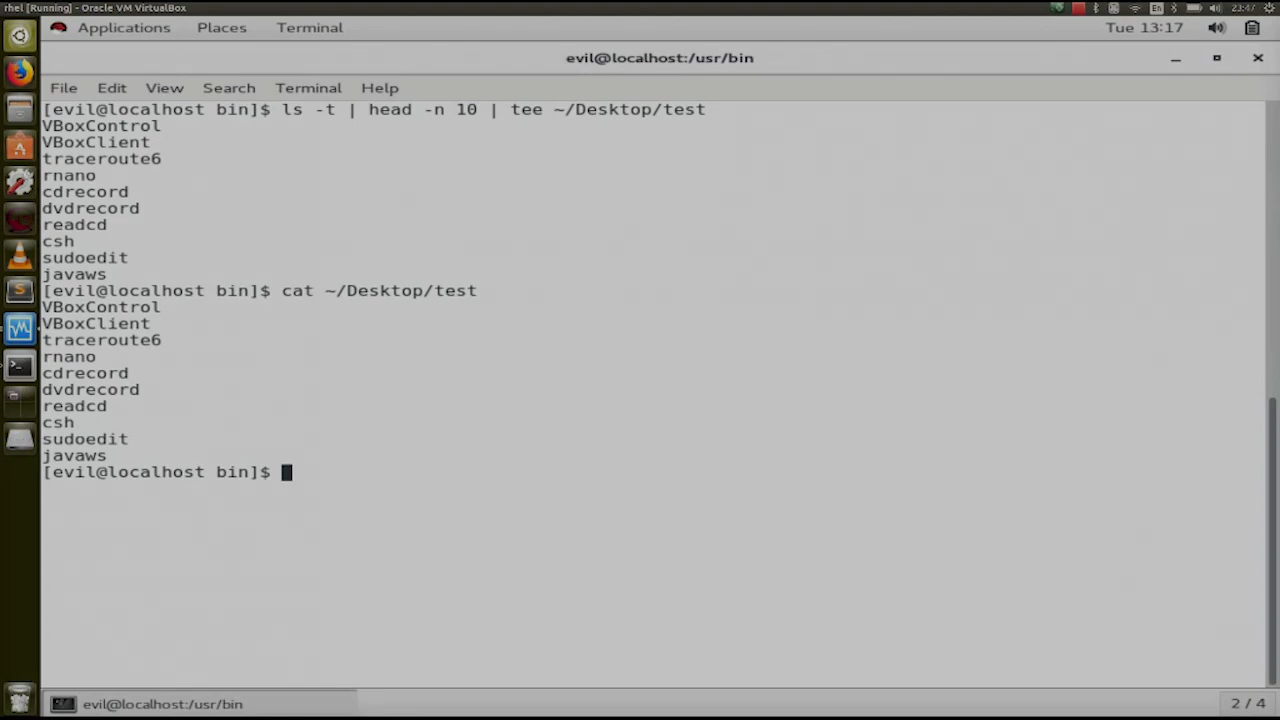 rhel [Running] - Oracle VM VirtualBox
En
23:47
Applications Places Terminal
Tue 13:17
evil@localhost:/usr/bin
File Edit View Search Terminal Help
[evil@localhost bin]$ ls -t | head -n 10 | tee ~/Desktop/test
VBoxControl
VBoxClient
traceroute6
rnano
cdrecord
dvdrecord
readcd
csh
sudoedit
javaws
[evil@localhost bin]$ cat ~/Desktop/test
VBoxControl
VBoxClient
traceroute6
rnano
cdrecord
dvdrecord
readcd
csh
sudoedit
javaws
[evil@localhost bin]$
evil@localhost:/usr/bin
2 / 4